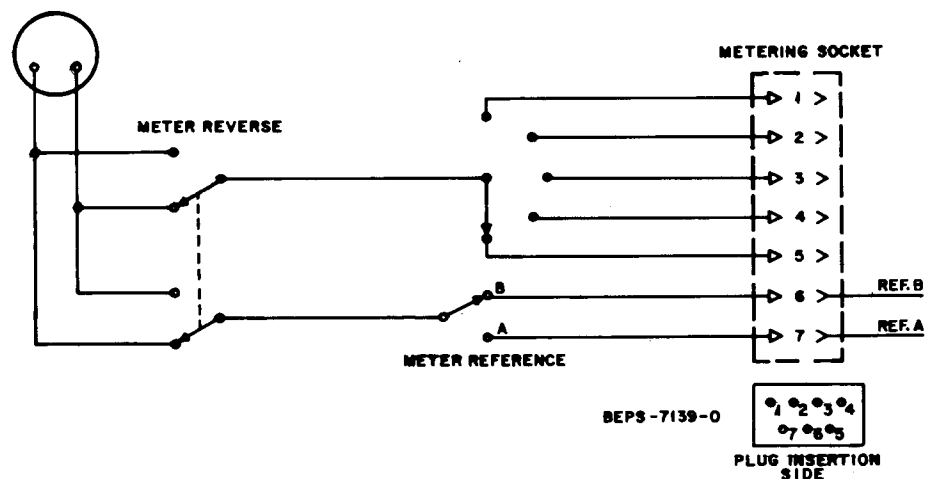 METERING SOCKET
METER REVERSE
1
2
3
4
5
B
6
REF. B
A
7
REF. A
METER REFERENCE
BEPS-7139-0
1 2 3 4
7 6 5
PLUG INSERTION
SIDE